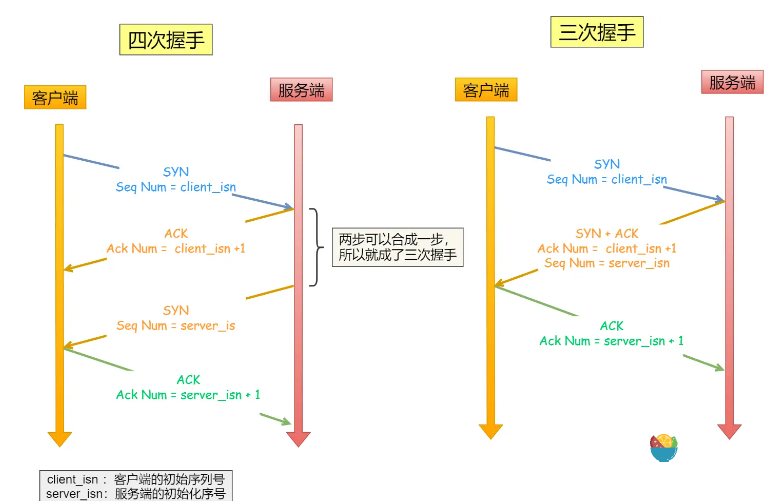 四次握手
客户端
服务端
SYN
Seq Num = client_isn
ACK
Ack Num = client_isn +1
SYN
Seq Num = server_is
ACK
Ack Num = server_isn + 1
两步可以合成一步，
所以就成了三次握手
三次握手
客户端
服务端
SYN
Seq Num = client_isn
SYN + ACK
Ack Num = client_isn +1
Seq Num = server_isn
ACK
Ack Num = server_isn + 1
client_isn ：客户端的初始序列号
server_isn：服务端的初始化序号